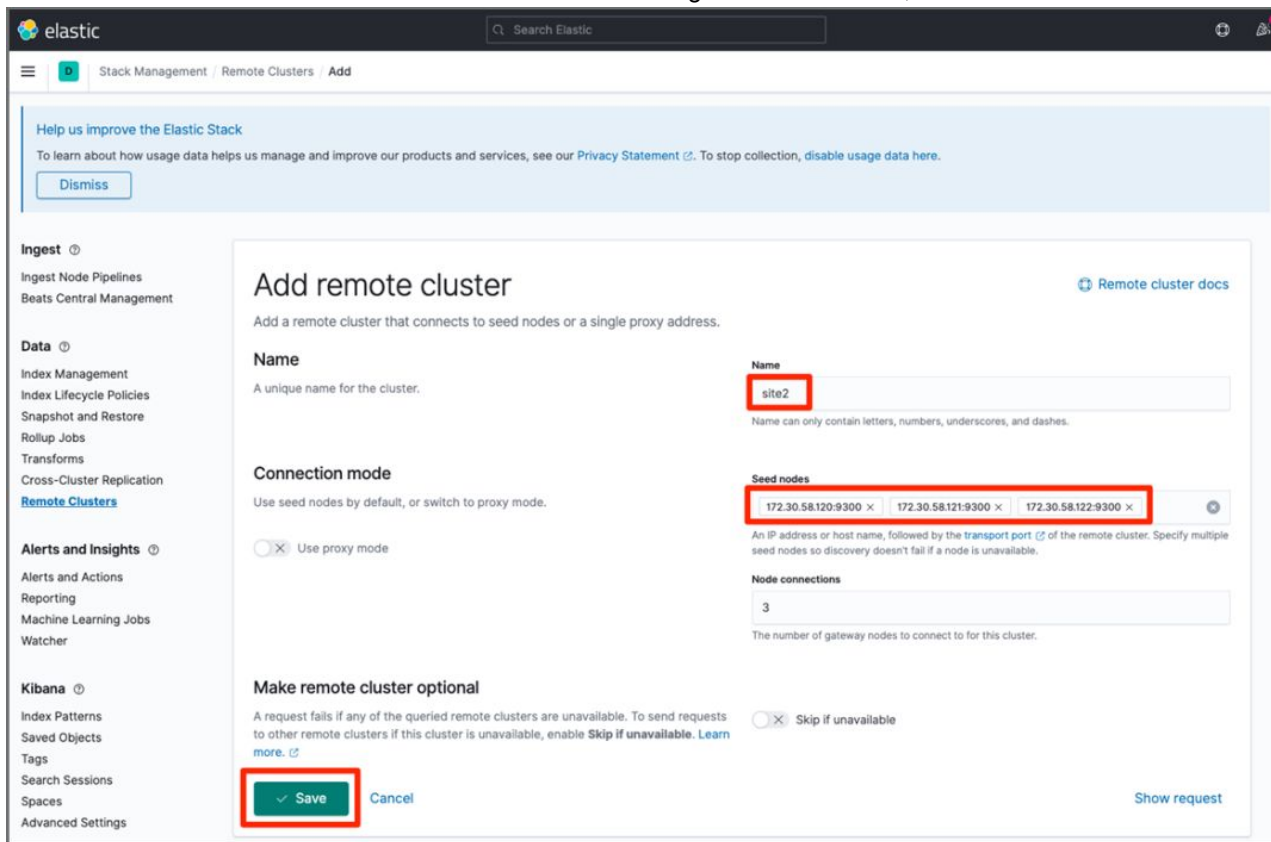 elastic
Search Elastic
D
Stack Management / Remote Clusters / Add
Help us improve the Elastic Stack
To learn about how usage data helps us manage and improve our products and services, see our Privacy Statement. To stop collection, disable usage data here.
Dismiss
Ingest
Ingest Node Pipelines
Beats Central Management
Data
Index Management
Index Lifecycle Policies
Snapshot and Restore
Rollup Jobs
Transforms
Cross-Cluster Replication
Remote Clusters
Alerts and Insights
Alerts and Actions
Reporting
Machine Learning Jobs
Watcher
Kibana
Index Patterns
Saved Objects
Tags
Search Sessions
Spaces
Advanced Settings
Add remote cluster
Remote cluster docs
Add a remote cluster that connects to seed nodes or a single proxy address.
Name
A unique name for the cluster.
Name
site2
Name can only contain letters, numbers, underscores, and dashes.
Connection mode
Use seed nodes by default, or switch to proxy mode.
Use proxy mode
Seed nodes
172.30.58.120:9300 × 172.30.58.121:9300 × 172.30.58.122:9300 ×
An IP address or host name, followed by the transport port of the remote cluster. Specify multiple
seed nodes so discovery doesn't fail if a node is unavailable.
Node connections
3
The number of gateway nodes to connect to for this cluster.
Make remote cluster optional
A request fails if any of the queried remote clusters are unavailable. To send requests
to other remote clusters if this cluster is unavailable, enable Skip if unavailable. Learn
more.
Skip if unavailable
Save
Cancel
Show request